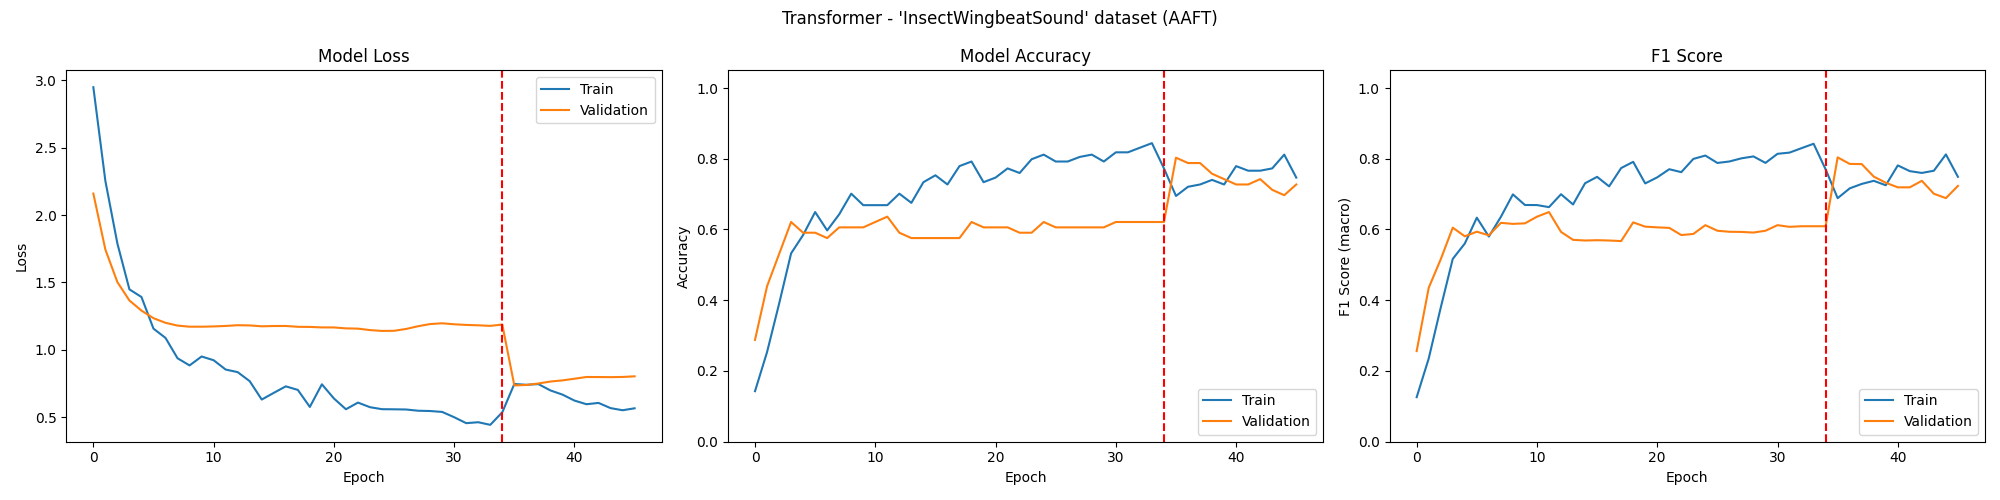 Transformer - 'InsectWingbeatSound' dataset (AAFT)
Model Loss
Loss
3.0
2.5
2.0
1.5
1.0
0.5
0 10 20 30 40
Epoch
Train
Validation
Model Accuracy
Accuracy
1.0
0.8
0.6
0.4
0.2
0.0
0 10 20 30 40
Epoch
Train
Validation
F1 Score
F1 Score (macro)
1.0
0.8
0.6
0.4
0.2
0.0
0 10 20 30 40
Epoch
Train
Validation